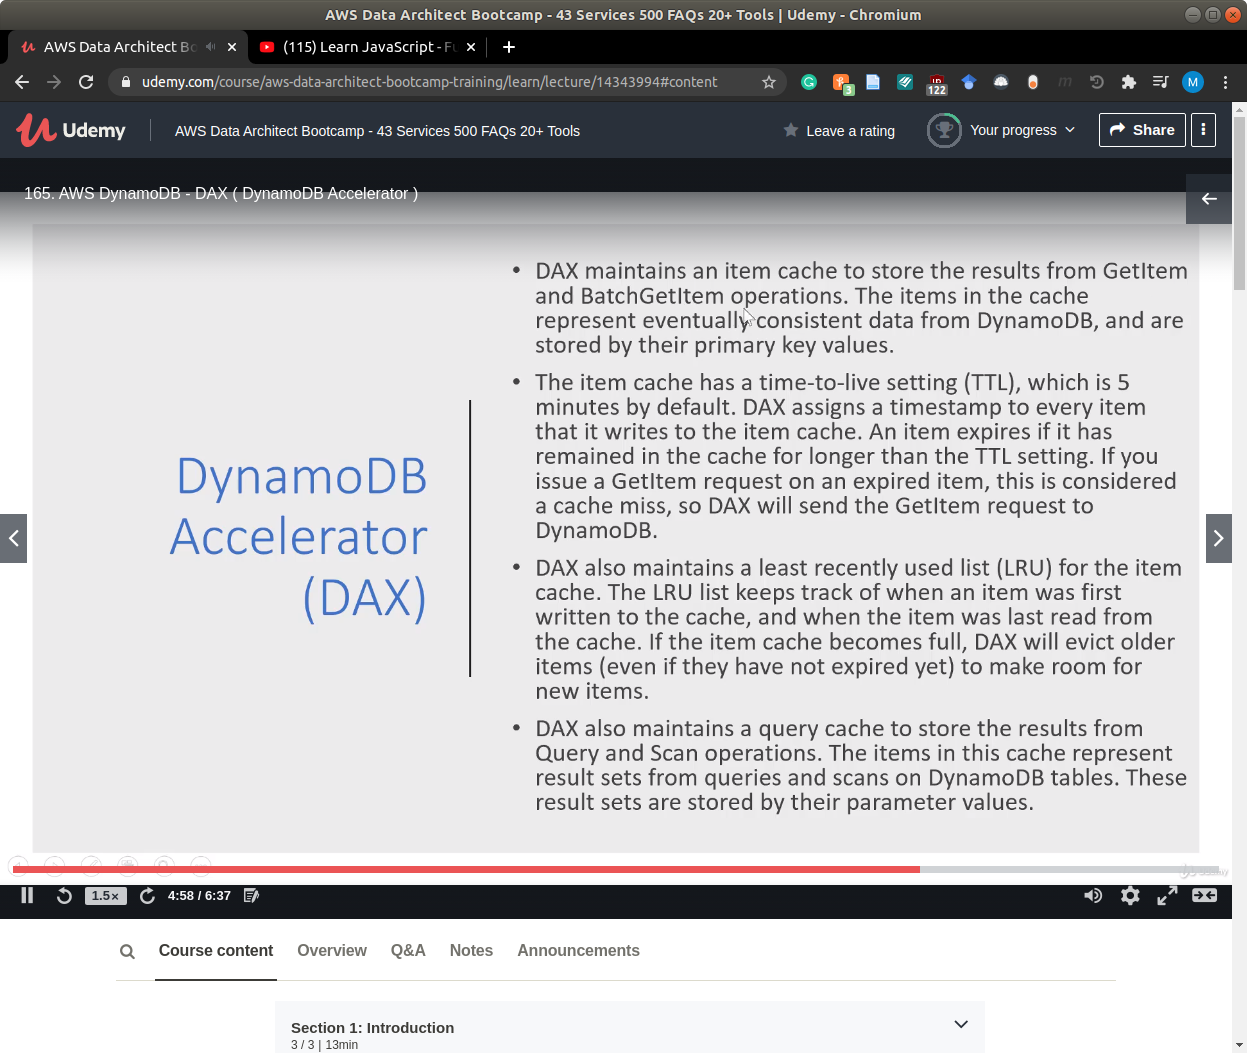 AWS Data Architect Bootcamp - 43 Services 500 FAQs 20+ Tools | Udemy - Chromium
AWS Data Architect Bo
(115) Learn JavaScript - Fu
udemy.com/course/aws-data-architect-bootcamp-training/learn/lecture/14343994#content
3
122
M
Udemy
AWS Data Architect Bootcamp - 43 Services 500 FAQs 20+ Tools
Leave a rating
Your progress
Share
165. AWS DynamoDB - DAX ( DynamoDB Accelerator )
DynamoDB
Accelerator
(DAX)
• DAX maintains an item cache to store the results from GetItem
and BatchGetItem operations. The items in the cache
represent eventually consistent data from DynamoDB, and are
stored by their primary key values.
• The item cache has a time-to-live setting (TTL), which is 5
minutes by default. DAX assigns a timestamp to every item
that it writes to the item cache. An item expires if it has
remained in the cache for longer than the TTL setting. If you
issue a GetItem request on an expired item, this is considered
a cache miss, so DAX will send the GetItem request to
DynamoDB.
• DAX also maintains a least recently used list (LRU) for the item
cache. The LRU list keeps track of when an item was first
written to the cache, and when the item was last read from
the cache. If the item cache becomes full, DAX will evict older
items (even if they have not expired yet) to make room for
new items.
• DAX also maintains a query cache to store the results from
Query and Scan operations. The items in this cache represent
result sets from queries and scans on DynamoDB tables. These
result sets are stored by their parameter values.
1.5×
4:58 / 6:37
Course content
Overview
Q&A
Notes
Announcements
Section 1: Introduction
3 / 3 | 13min